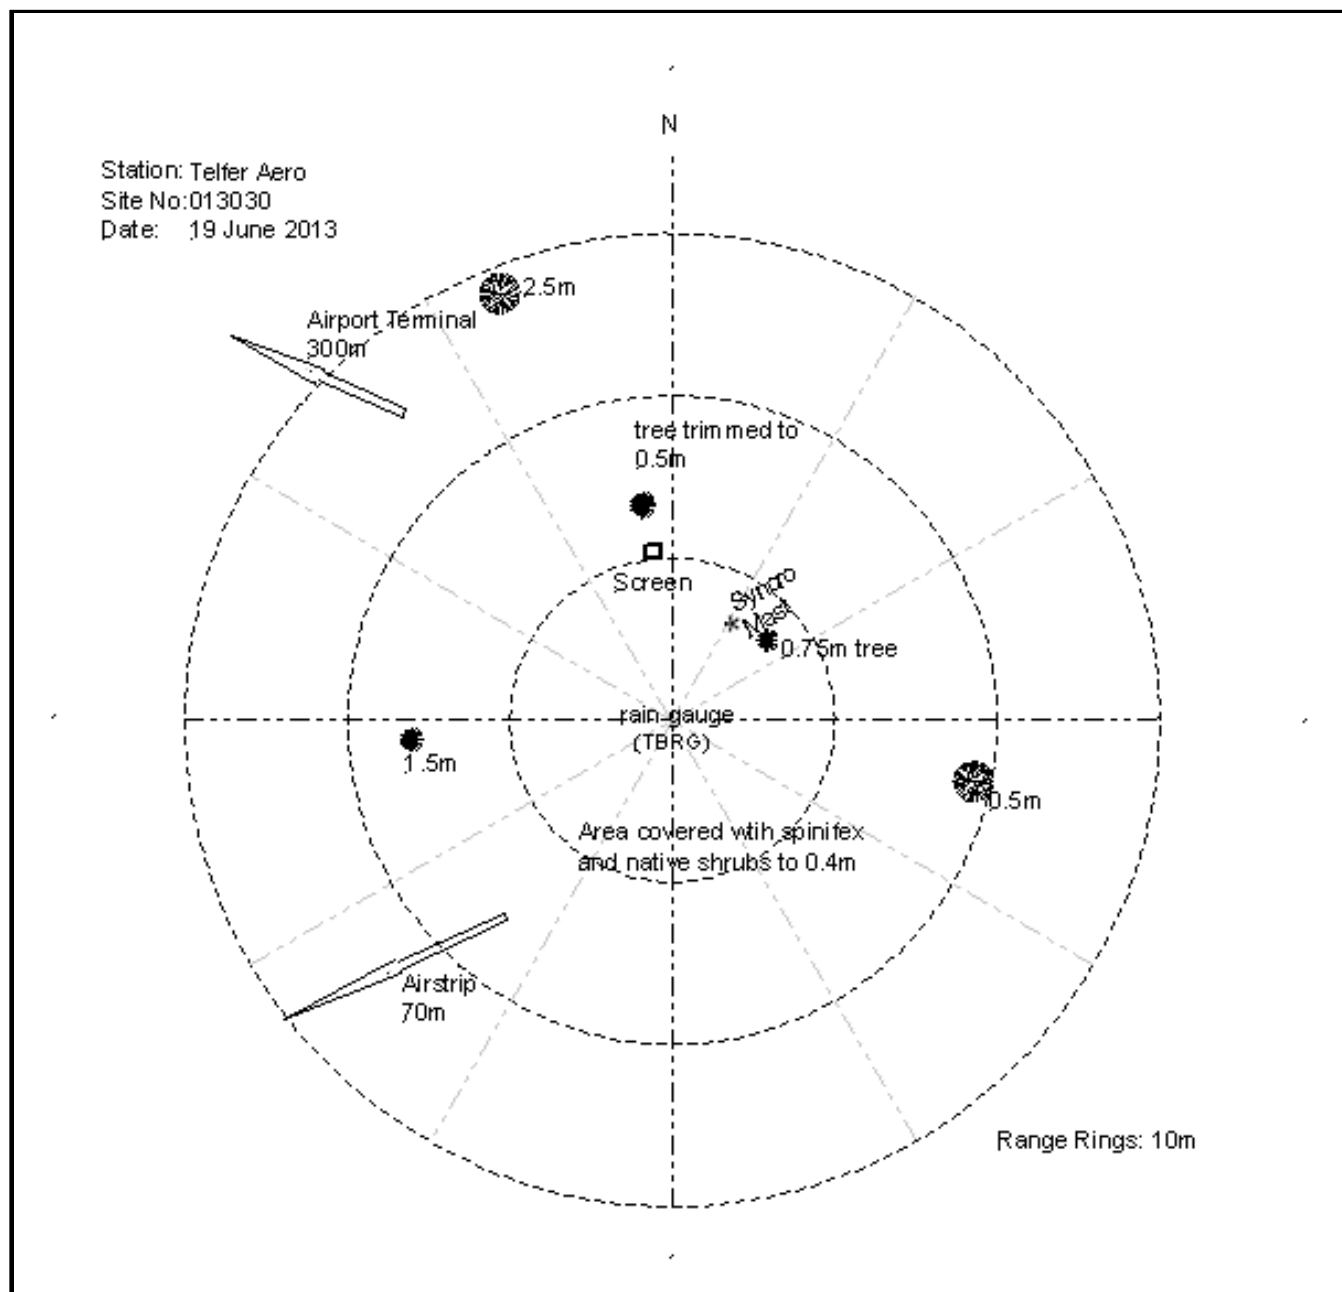 N
Station: Telfer Aero
Site No:013030
Date: 19 June 2013
2.5m
Airport Terminal
300m
tree trimmed to
0.5m
Screen
Synpro
Mast
0.75m tree
rain gauge
(TBRG)
1.5m
0.5m
Area covered wtih spinifex
and native shrubs to 0.4m
Airstrip
70m
Range Rings: 10m